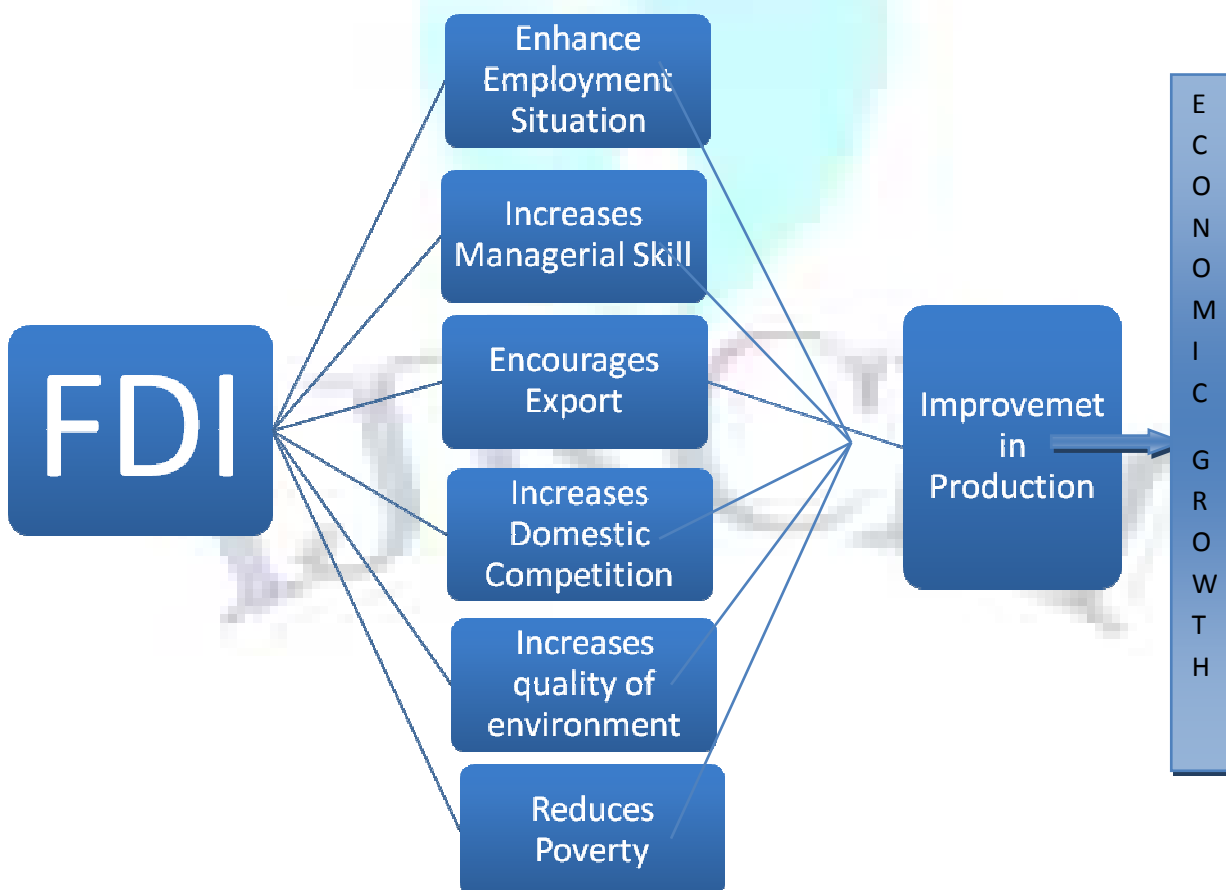 FDI
Enhance
Employment
Situation
Increases
Managerial Skill
Encourages
Export
Increases
Domestic
Competition
Increases
quality of
environment
Reduces
Poverty
Improvemet
in
Production
E
C
O
N
O
M
I
C
G
R
O
W
T
H